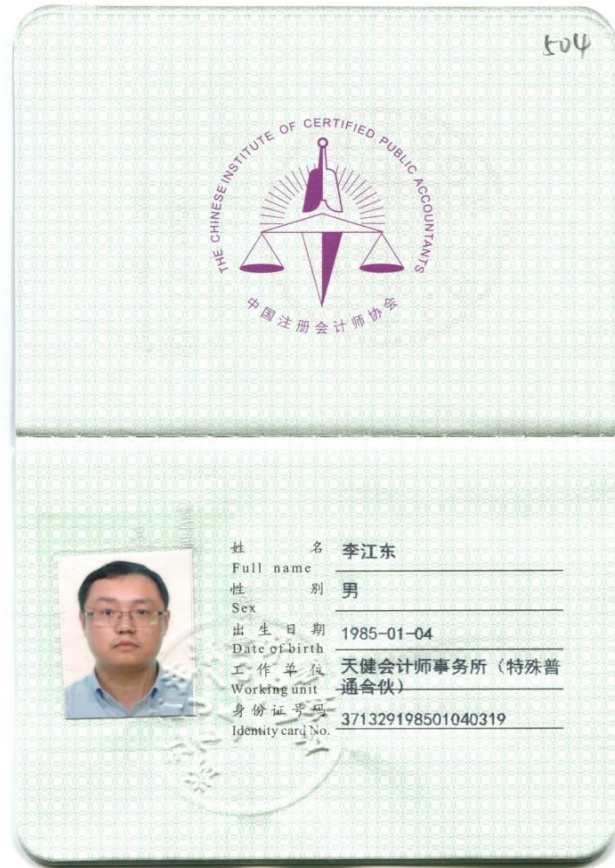 504
THE CHINESE INSTITUTE OF CERTIFIED PUBLIC ACCOUNTANTS
中国注册会计师协会
姓 名 李江东
Full name
性 别 男
Sex
出生日期 1985-01-04
Date of birth
工作单位 天健会计师事务所（特殊普
Working unit 通合伙）
身份证号码 371329198501040319
Identity card No.